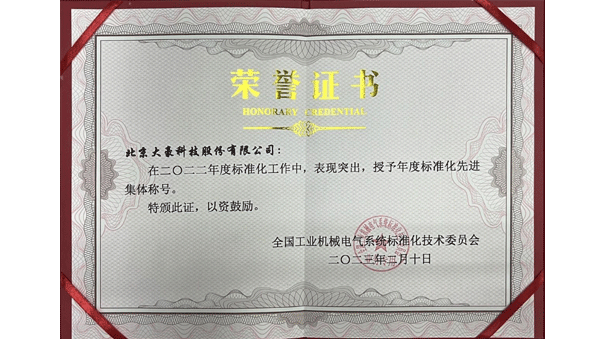 荣誉证书
HONORARY CREDENTIAL
北京大豪科技股份有限公司：
在二〇二二年度标准化工作中，表现突出，授予年度标准化先进
集体称号。
特颁此证，以资鼓励。
全国工业机械电气系统标准化技术委员会
二〇二三年二月十日